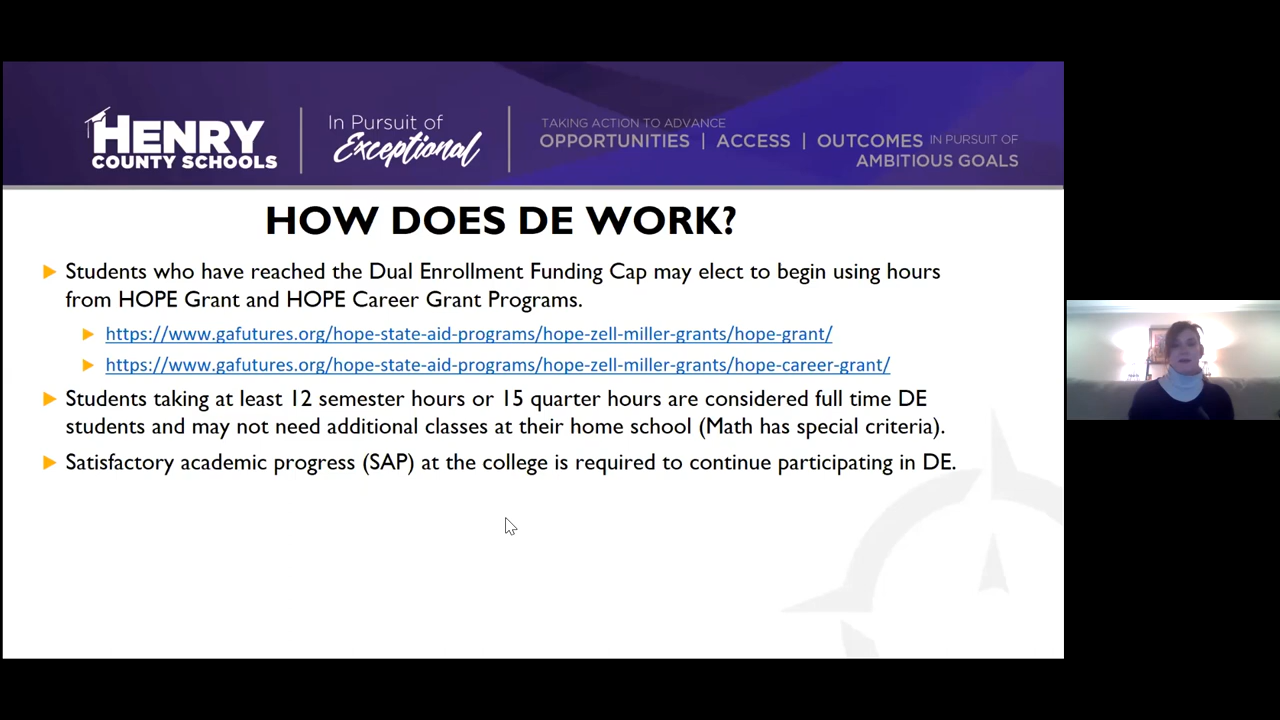 HENRY
COUNTY SCHOOLS
In Pursuit of
Exceptional
TAKING ACTION TO ADVANCE
OPPORTUNITIES | ACCESS | OUTCOMES IN PURSUIT OF
AMBITIOUS GOALS
HOW DOES DE WORK?
Students who have reached the Dual Enrollment Funding Cap may elect to begin using hours
from HOPE Grant and HOPE Career Grant Programs.
https://www.gafutures.org/hope-state-aid-programs/hope-zell-miller-grants/hope-grant/
https://www.gafutures.org/hope-state-aid-programs/hope-zell-miller-grants/hope-career-grant/
Students taking at least 12 semester hours or 15 quarter hours are considered full time DE
students and may not need additional classes at their home school (Math has special criteria).
Satisfactory academic progress (SAP) at the college is required to continue participating in DE.